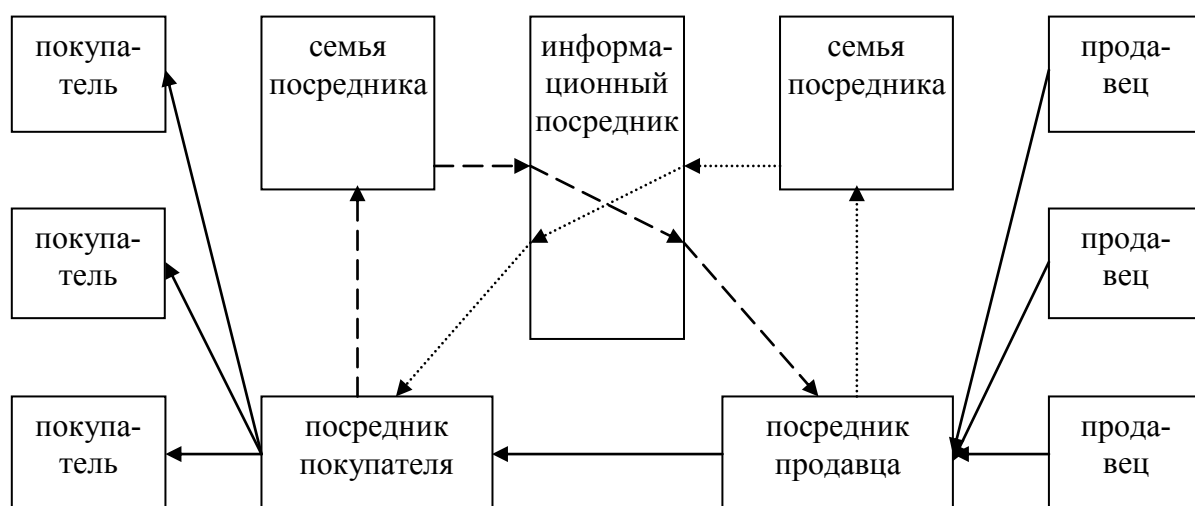 покупа-
тель
семья
посредника
информа-
ционный
посредник
семья
посредника
прода-
вец
покупа-
тель
прода-
вец
покупа-
тель
посредник
покупателя
посредник
продавца
прода-
вец